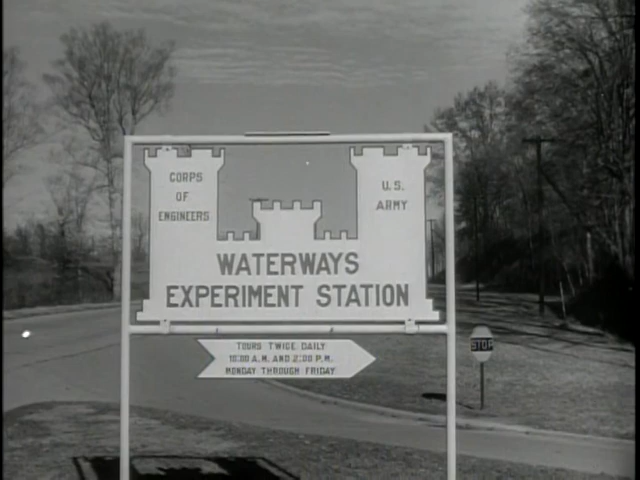 CORPS
OF
ENGINEERS
U.S.
ARMY
WATERWAYS
EXPERIMENT STATION
TOURS TWICE DAILY
10:00 A.M. AND 2:00 P.M.
MONDAY THROUGH FRIDAY
STOP